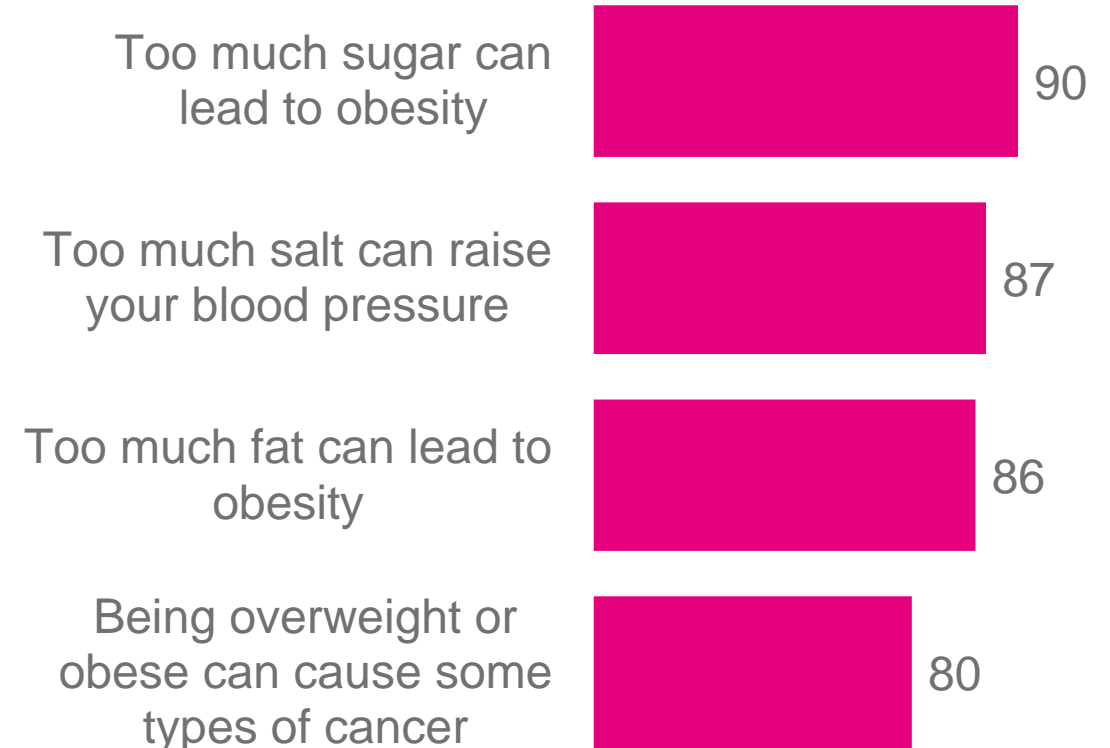 Too much sugar can
lead to obesity
90
Too much salt can raise
your blood pressure
87
Too much fat can lead to
obesity
86
Being overweight or
obese can cause some
types of cancer
80